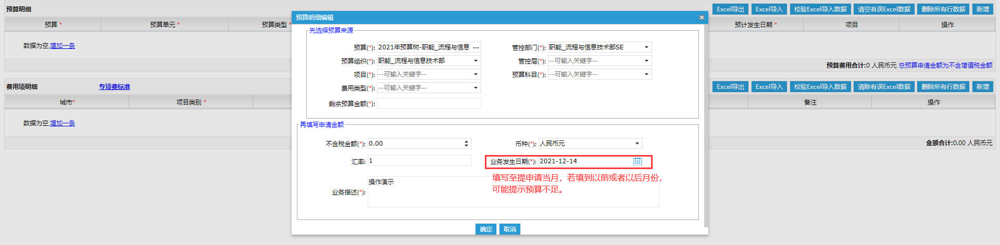 预算明细
Excel导出 Excel导入 校验Excel导入数据 清空有误Excel数据 删除所有行数据 新增
预算 * 预算单元 * 预算类型 * 预计发生日期 * 项目 操作
数据为空,增加一条
预算费用合计:0 人民币元 总预算申请金额为不含增值税金额
费用项明细 专项费标准
Excel导出 Excel导入 校验Excel导入数据 清除有误Excel数据 删除所有行数据 新增
城市* 项目类别 * 备注 操作
数据为空,增加一条
金额合计:0.00 人民币元
预算明细编辑 ×
先选择预算来源
预算(*): 2021年预算树-职能_流程与信息 ... 管控部门(*): 职能_流程与信息技术部SE
预算组织(*): 职能_流程与信息技术部 管控层(*): --可输入关键字--
项目(*): --可输入关键字-- 预算科目(*): --可输入关键字--
费用类型(*): --可输入关键字--
剩余预算金额(*):
再填写申请金额
不含税金额(*): 0.00 币种(*): 人民币元
汇率: 1 业务发生日期(*): 2021-12-14
填写至提申请当月，若填到以前或者以后月份，
可能提示预算不足。
业务描述(*): 操作演示
确定 取消